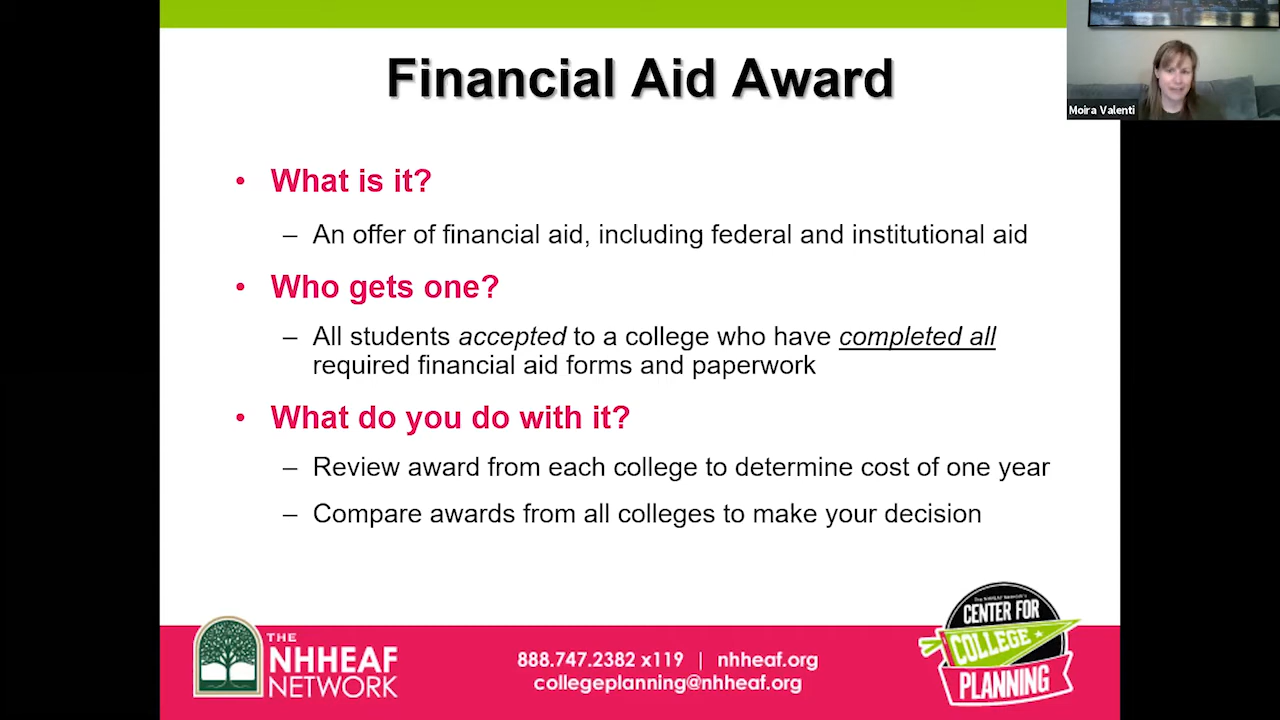 Financial Aid Award
Moira Valenti
• What is it?
– An offer of financial aid, including federal and institutional aid
• Who gets one?
– All students accepted to a college who have completed all
required financial aid forms and paperwork
• What do you do with it?
– Review award from each college to determine cost of one year
– Compare awards from all colleges to make your decision
THE
NHHEAF
NETWORK
888.747.2382 x119 | nhheaf.org
collegeplanning@nhheaf.org
The NHHEAF Network's
CENTER FOR
COLLEGE
PLANNING